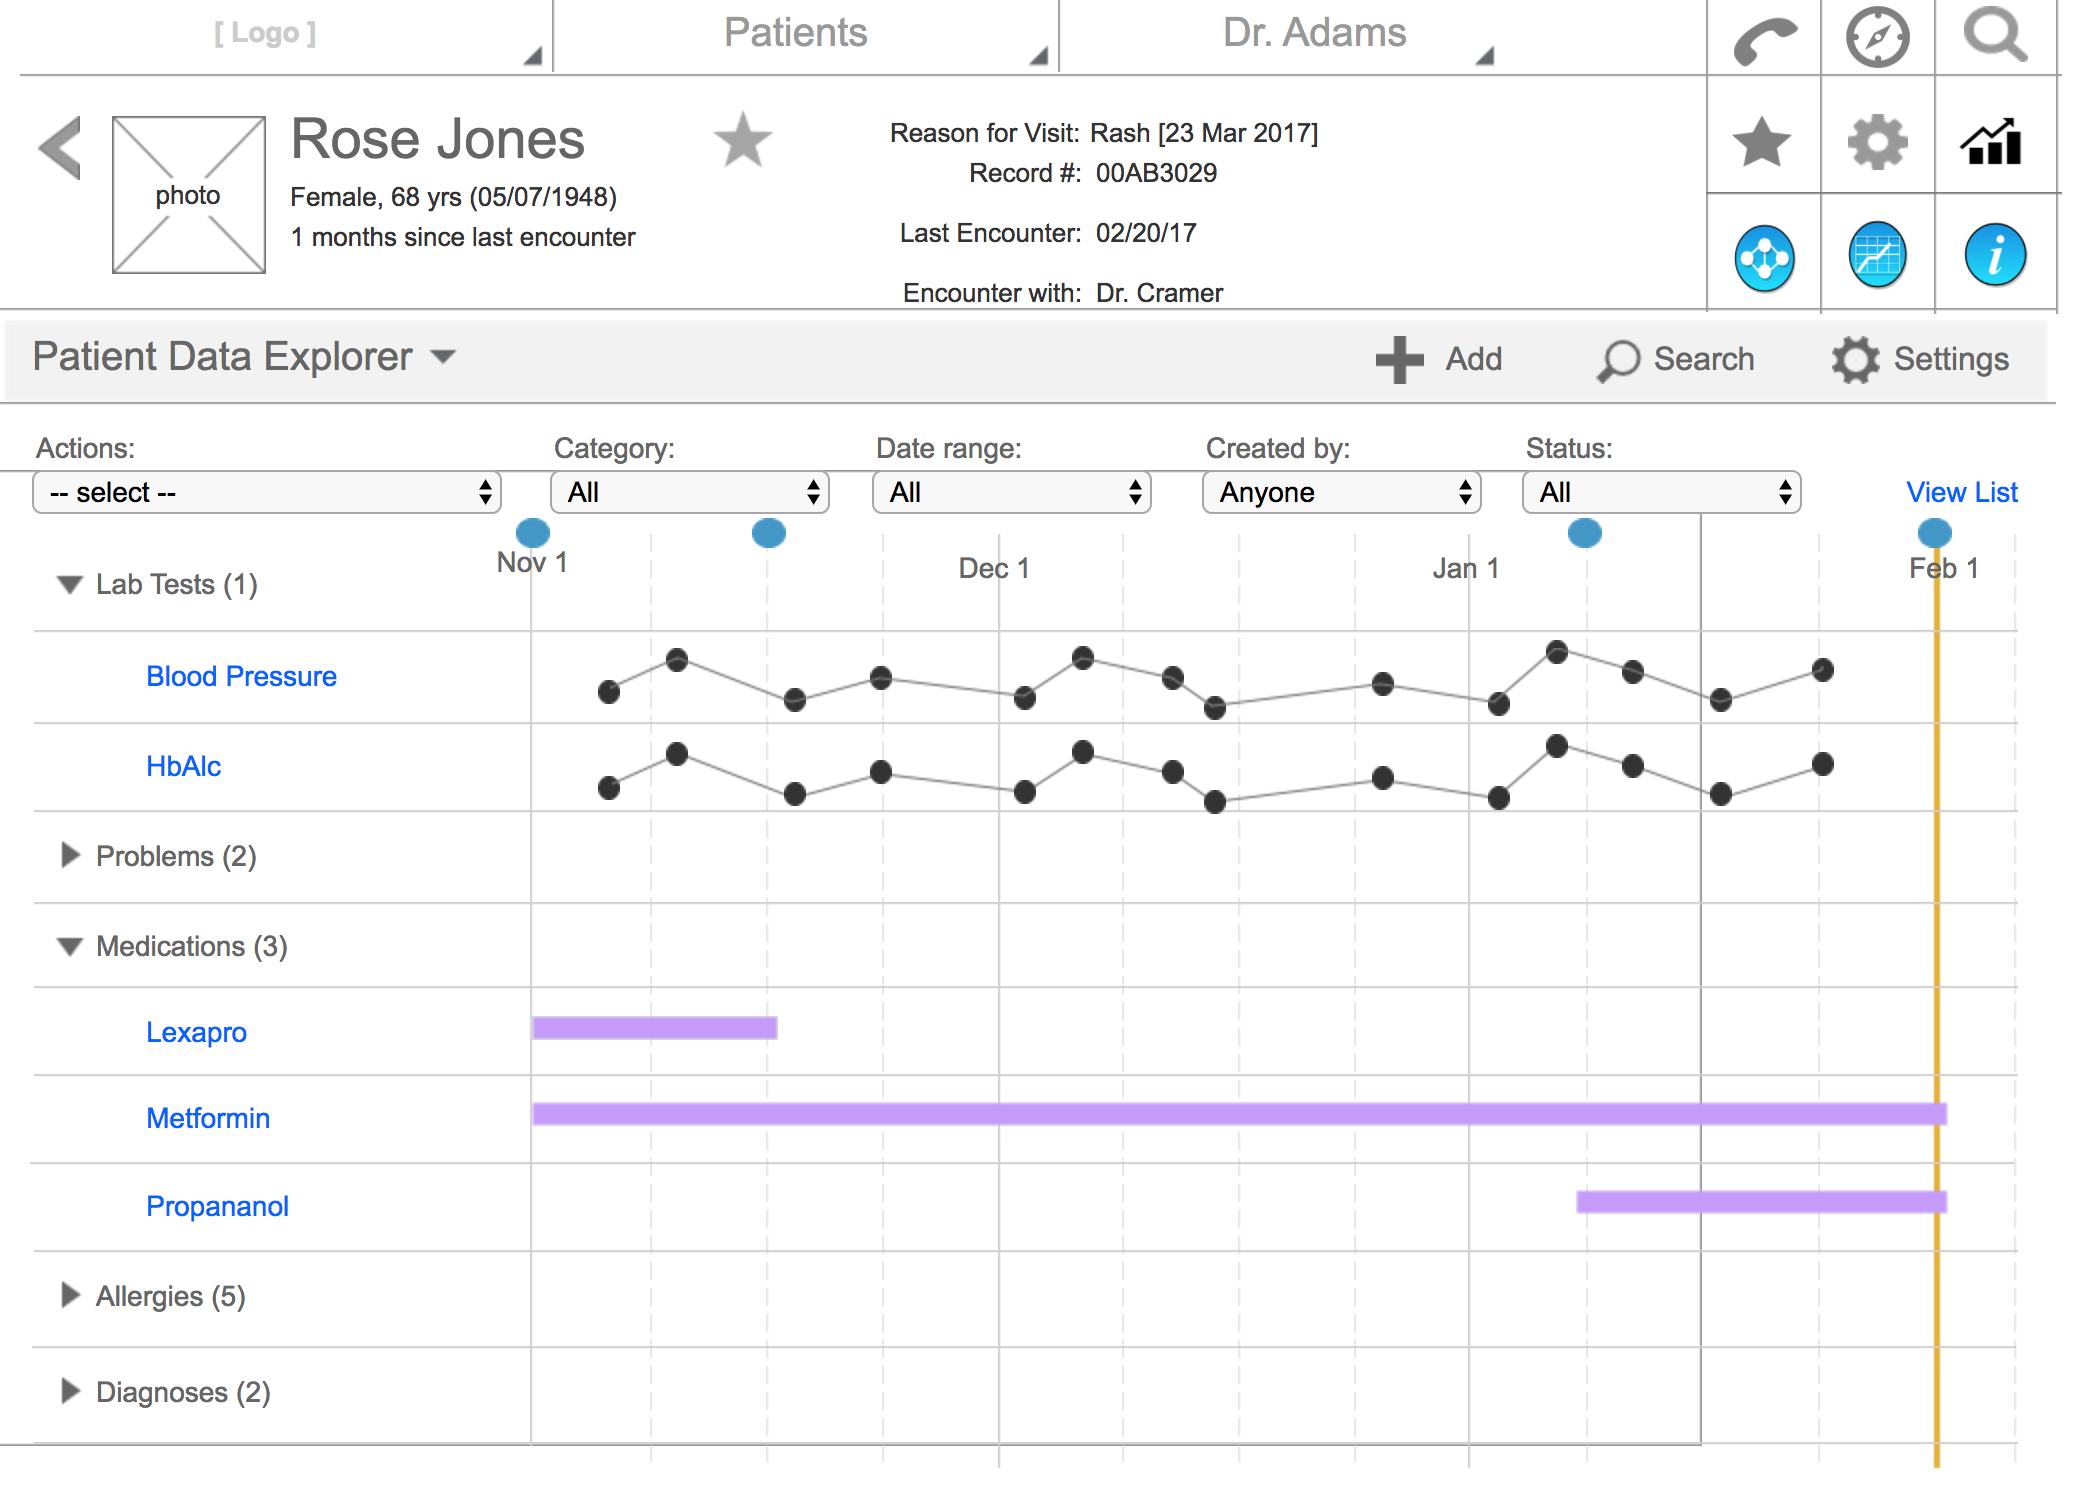 [ Logo ]
Patients
Dr. Adams
photo
Rose Jones
Female, 68 yrs (05/07/1948)
1 months since last encounter
Reason for Visit: Rash [23 Mar 2017]
Record #: 00AB3029
Last Encounter: 02/20/17
Encounter with: Dr. Cramer
i
Patient Data Explorer
Add
Search
Settings
Actions:
Category:
Date range:
Created by:
Status:
-- select --
All
All
Anyone
All
View List
Nov 1
Dec 1
Jan 1
Feb 1
Lab Tests (1)
Blood Pressure
HbAlc
Problems (2)
Medications (3)
Lexapro
Metformin
Propananol
Allergies (5)
Diagnoses (2)